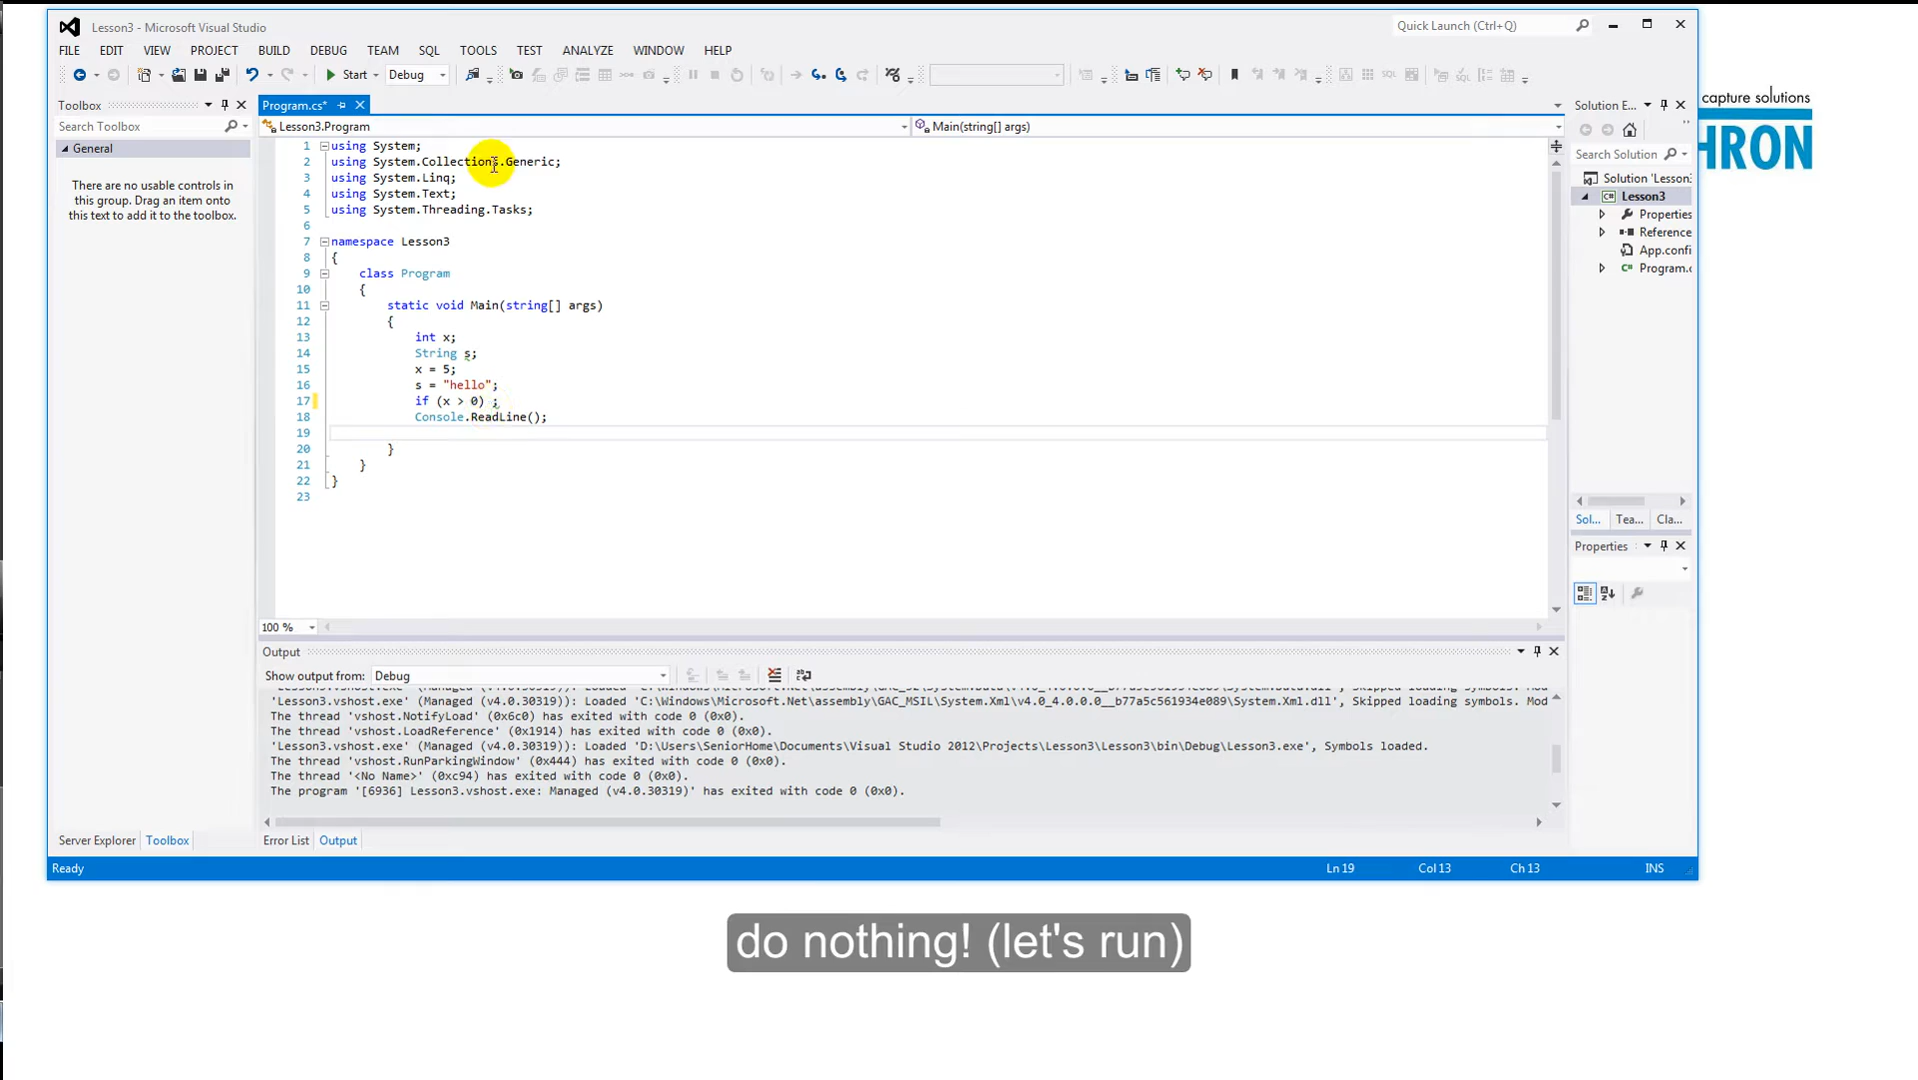 Lesson3 - Microsoft Visual Studio
Quick Launch (Ctrl+Q)
FILE EDIT VIEW PROJECT BUILD DEBUG TEAM SQL TOOLS TEST ANALYZE WINDOW HELP
Start Debug
capture solutions
HRON
Toolbox
Search Toolbox
General
There are no usable controls in
this group. Drag an item onto
this text to add it to the toolbox.
Program.cs*
Lesson3.Program
Main(string[] args)
1 using System;
2 using System.Collections.Generic;
3 using System.Linq;
4 using System.Text;
5 using System.Threading.Tasks;
6
7 namespace Lesson3
8 {
9 class Program
10 {
11 static void Main(string[] args)
12 {
13 int x;
14 String s;
15 x = 5;
16 s = "hello";
17 if (x > 0) ;
18 Console.ReadLine();
19
20 }
21 }
22 }
23
100 %
Solution E...
Search Solution
Solution 'Lesson
Lesson3
Properties
Reference
App.confi
Program.c
Sol... Tea... Cla...
Properties
Output
Show output from: Debug
'Lesson3.vshost.exe' (Managed (v4.0.30319)): Loaded 'C:\Windows\Microsoft.Net\assembly\GAC_MSIL\System.Xml\v4.0_4.0.0.0__b77a5c561934e089\System.Xml.dll', Skipped loading symbols. Mod
The thread 'vshost.NotifyLoad' (0x6c0) has exited with code 0 (0x0).
The thread 'vshost.LoadReference' (0x1914) has exited with code 0 (0x0).
'Lesson3.vshost.exe' (Managed (v4.0.30319)): Loaded 'D:\Users\SeniorHome\Documents\Visual Studio 2012\Projects\Lesson3\Lesson3\bin\Debug\Lesson3.exe', Symbols loaded.
The thread 'vshost.RunParkingWindow' (0x444) has exited with code 0 (0x0).
The thread '<No Name>' (0xc94) has exited with code 0 (0x0).
The program '[6936] Lesson3.vshost.exe: Managed (v4.0.30319)' has exited with code 0 (0x0).
Server Explorer Toolbox
Error List Output
Ready
Ln 19 Col 13 Ch 13 INS
do nothing! (let's run)